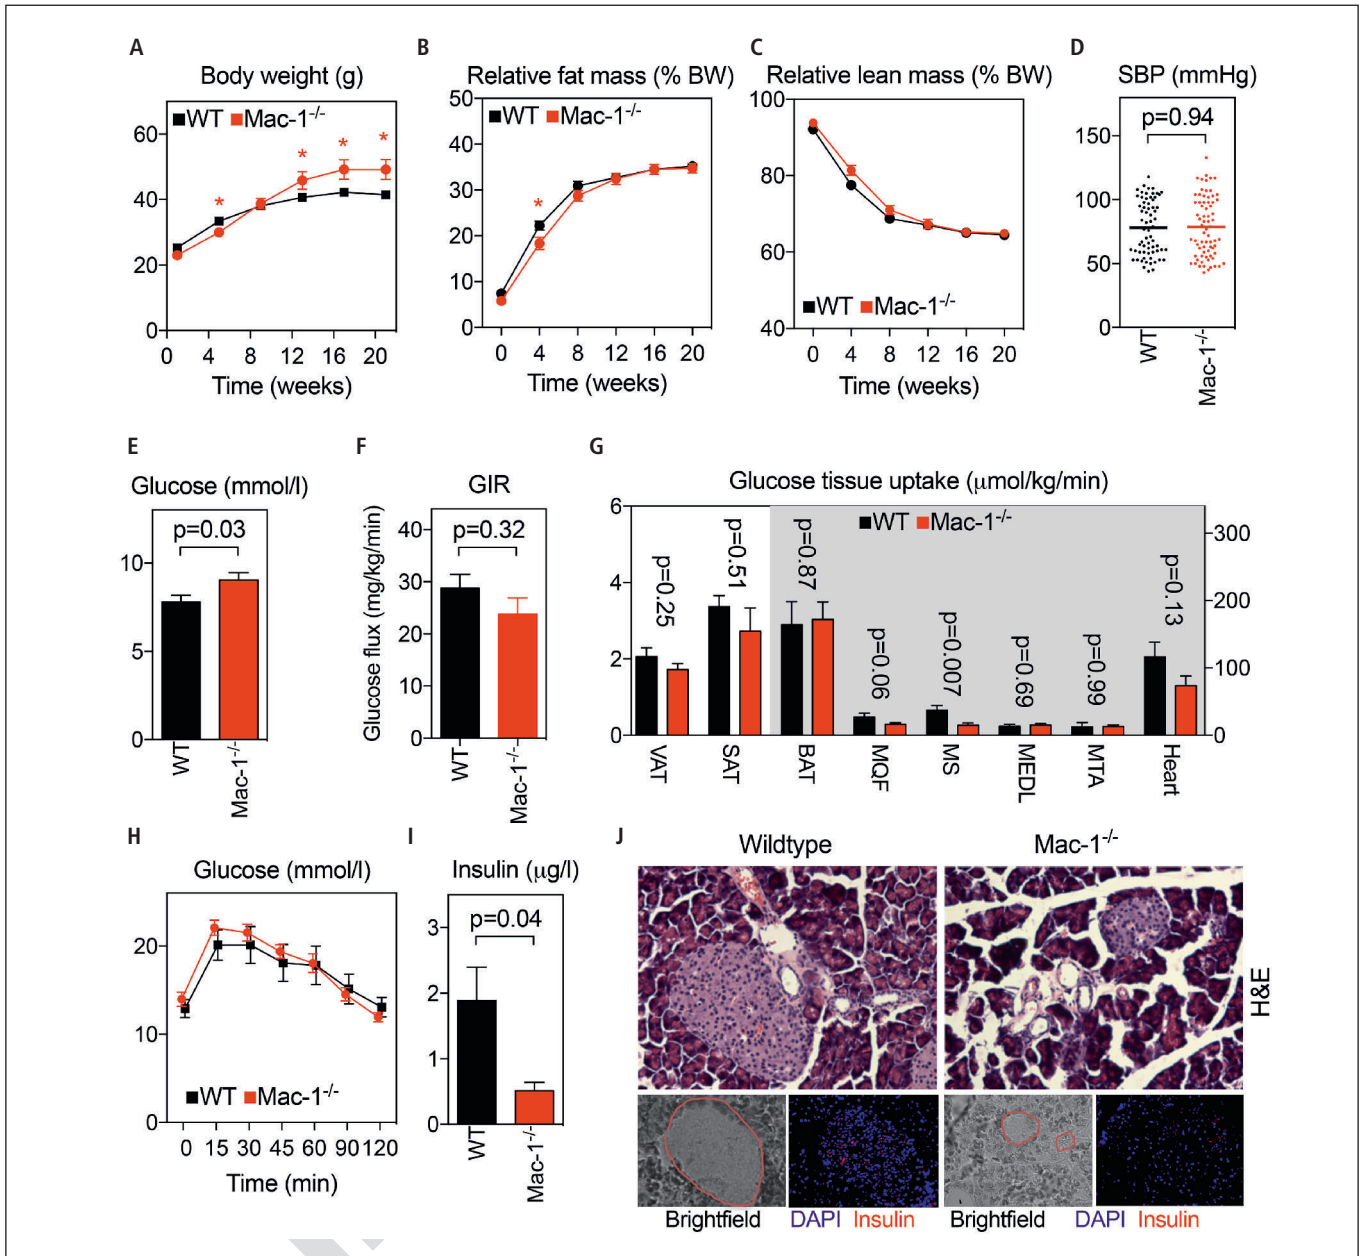 A
Body weight (g)
WT Mac-1-/-
60
40
20
0
* * * *
0 4 8 12 16 20
Time (weeks)
B
Relative fat mass (% BW)
50
WT Mac-1-/-
40
30
20
10
0
*
0 4 8 12 16 20
Time (weeks)
C
Relative lean mass (% BW)
100
80
60
40
WT Mac-1-/-
0 4 8 12 16 20
Time (weeks)
D
SBP (mmHg)
p=0.94
150
100
50
0
WT
Mac-1-/-
E
Glucose (mmol/l)
p=0.03
10
5
0
WT
Mac-1-/-
F
GIR
Glucose flux (mg/kg/min)
p=0.32
40
30
20
10
0
WT
Mac-1-/-
G
Glucose tissue uptake (μmol/kg/min)
WT Mac-1-/-
6
4
2
0
300
200
100
0
p=0.25
p=0.51
p=0.87
p=0.06
p=0.007
p=0.69
p=0.99
p=0.13
VAT
SAT
BAT
MQF
MS
MEDL
MTA
Heart
H
Glucose (mmol/l)
20
10
0
WT Mac-1-/-
0 15 30 45 60 90 120
Time (min)
I
Insulin (μg/l)
p=0.04
3
2
1
0
WT
Mac-1-/-
J
Wildtype
Mac-1-/-
H&E
Brightfield DAPI Insulin Brightfield DAPI Insulin